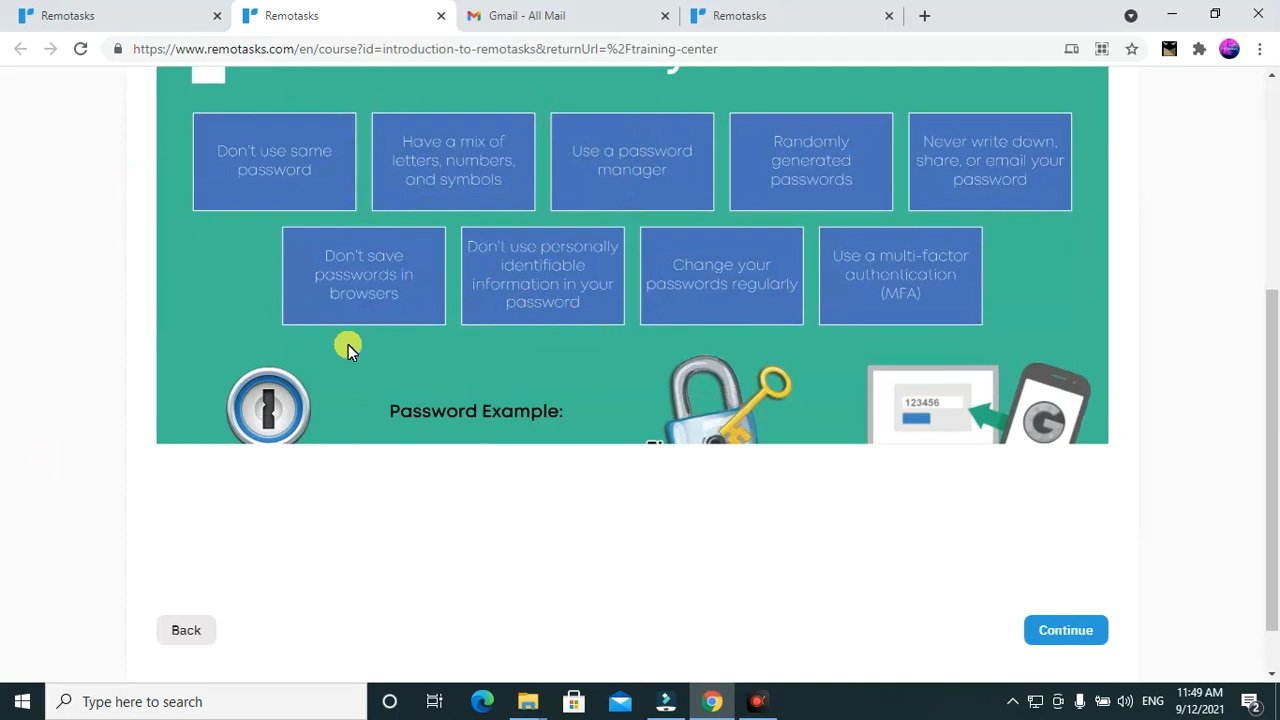 Remotasks
Remotasks
Gmail - All Mail
Remotasks
https://www.remotasks.com/en/course?id=introduction-to-remotasks&returnUrl=%2Ftraining-center
Don't use same
password
Have a mix of
letters, numbers,
and symbols
Use a password
manager
Randomly
generated
passwords
Never write down,
share, or email your
password
Don't save
passwords in
browsers
Don't use personally
identifiable
information in your
password
Change your
passwords regularly
Use a multi-factor
authentication
(MFA)
Password Example:
123456
G
Back
Continue
Type here to search
ENG
11:49 AM
9/12/2021
2